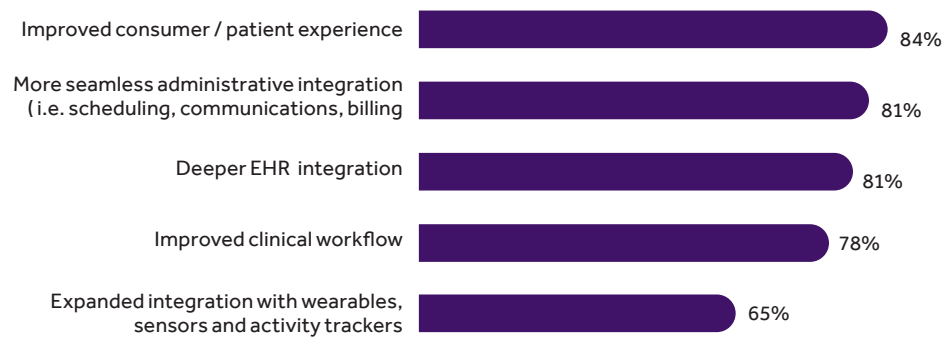 Improved consumer / patient experience
84%
More seamless administrative integration
(i.e. scheduling, communications, billing
81%
Deeper EHR integration
81%
Improved clinical workflow
78%
Expanded integration with wearables,
sensors and activity trackers
65%